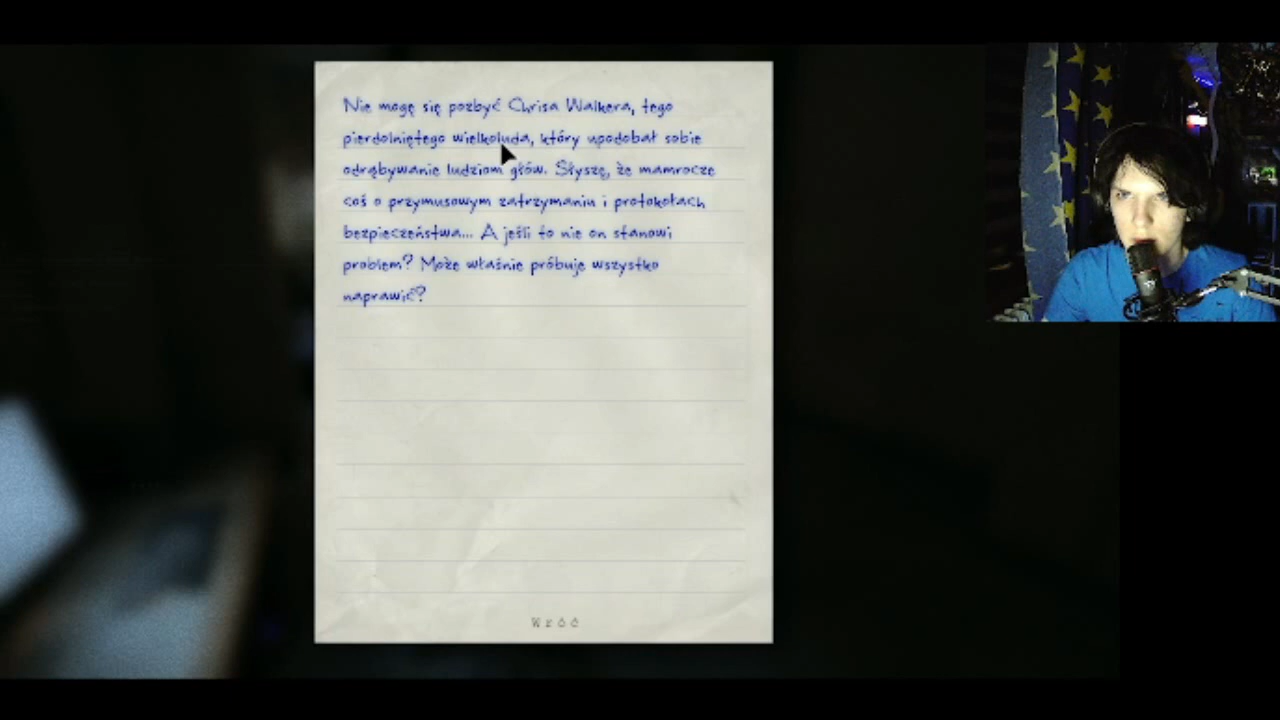 Nie mogę się pozbyć Chrisa Walkera, tego
pierdolniętego wielkoluda, który upodobał sobie
odrąbywanie ludziom głów. Słyszę, że mamrocze
coś o przymusowym zatrzymaniu i protokołach
bezpieczeństwa... A jeśli to nie on stanowi
problem? Może właśnie próbuje wszystko
naprawić?
Wróć